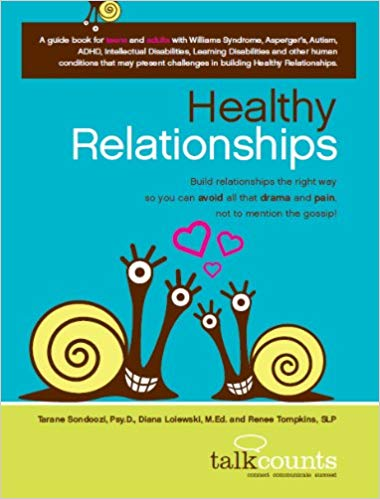 A guide book for teens and adults with Williams Syndrome, Asperger's, Autism,
ADHD, Intellectual Disabilities, Learning Disabilities and other human
conditions that may present challenges in building Healthy Relationships.
Healthy
Relationships
Build relationships the right way
so you can avoid all that drama and pain,
not to mention the gossip!
Tarane Sondoozi, Psy.D., Diana Lolewski, M.Ed. and Renee Tompkins, SLP
talkcounts
connect communicate succeed